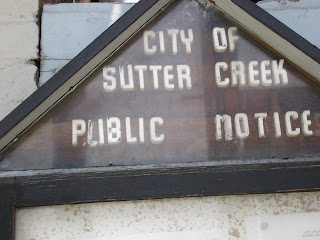 CITY OF
SUTTER CREEK
PUBLIC NOTICE